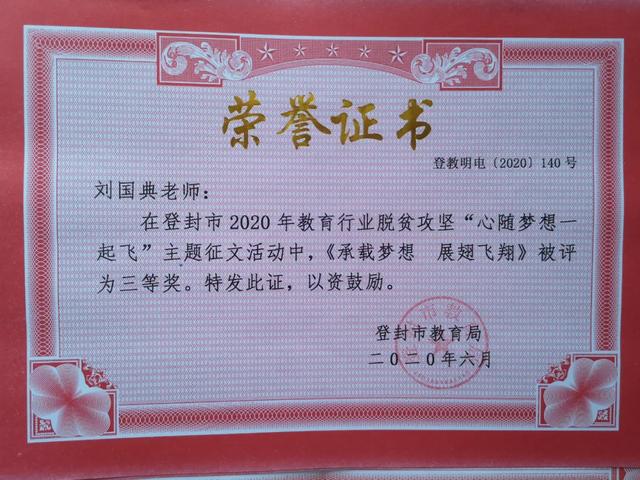 荣誉证书
登教明电〔2020〕140号
刘国典老师：
在登封市2020年教育行业脱贫攻坚“心随梦想一
起飞”主题征文活动中，《承载梦想　展翅飞翔》被评
为三等奖。特发此证，以资鼓励。
登封市教育局
二〇二〇年六月